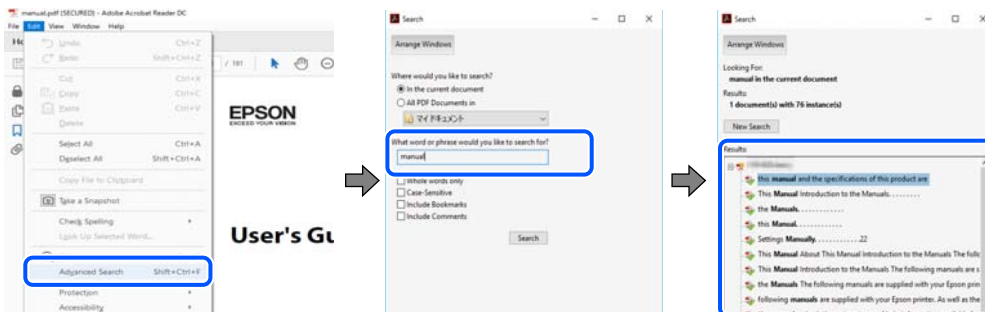 manual.pdf (SECURED) - Adobe Acrobat Reader DC
File Edit View Window Help
Undo Ctrl+Z
Redo Shift+Ctrl+Z
Cut Ctrl+X
Copy Ctrl+C
Paste Ctrl+V
Delete
Select All Ctrl+A
Deselect All Shift+Ctrl+A
Copy File to Clipboard
Take a Snapshot
Check Spelling
Look Up Selected Word...
Advanced Search Shift+Ctrl+F
Protection
Accessibility
/ 181
EPSON
EXCEED YOUR VISION
User's Gu
Search
Arrange Windows
Where would you like to search?
In the current document
All PDF Documents in
マイ ドキュメント
What word or phrase would you like to search for?
manual
Whole words only
Case-Sensitive
Include Bookmarks
Include Comments
Search
Search
Arrange Windows
Looking For:
manual in the current document
Results:
1 document(s) with 76 instance(s)
New Search
Results:
this manual and the specifications of this product are
This Manual Introduction to the Manuals. . . . . . . . .
the Manuals. . . . . . . . . . . . .
this Manual. . . . . . . . . . . . .
Settings Manually. . . . . . . . . . . . .22
This Manual About This Manual Introduction to the Manuals The follo
This Manual Introduction to the Manuals The following manuals are s
the Manuals The following manuals are supplied with your Epson prin
following manuals are supplied with your Epson printer. As well as the